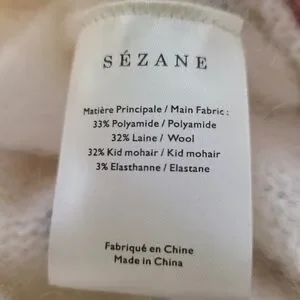 SÉZANE
Matière Principale / Main Fabric :
33% Polyamide / Polyamide
32% Laine / Wool
32% Kid mohair / Kid mohair
3% Elasthanne / Elastane
Fabriqué en Chine
Made in China